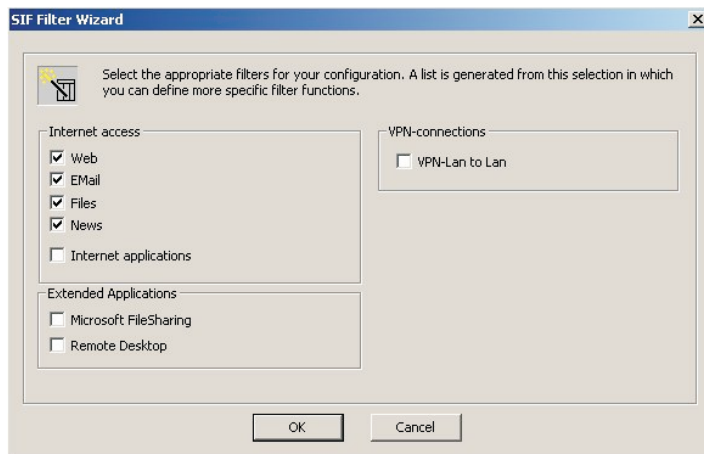 SIF Filter Wizard
Select the appropriate filters for your configuration. A list is generated from this selection in which
you can define more specific filter functions.
Internet access
Web
EMail
Files
News
Internet applications
VPN-connections
VPN-Lan to Lan
Extended Applications
Microsoft FileSharing
Remote Desktop
OK
Cancel